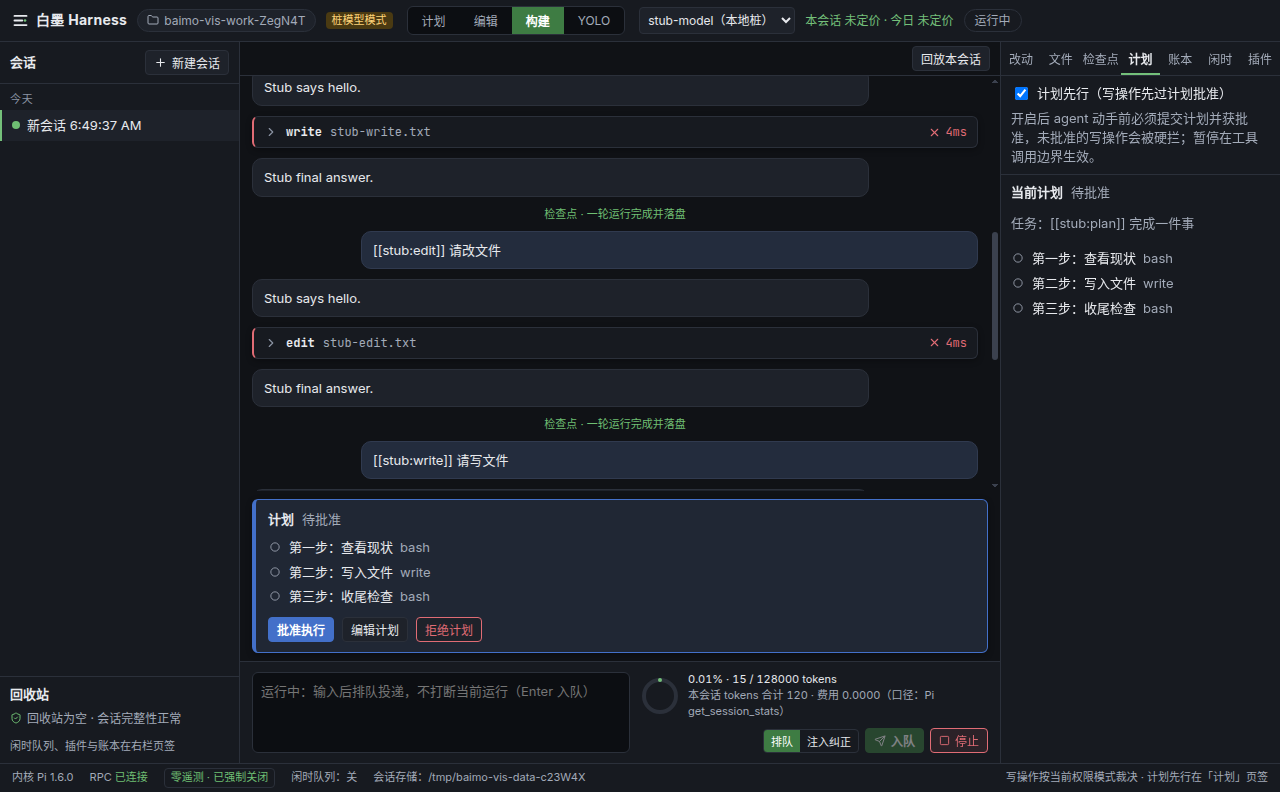 白墨 Harness
baimo-vis-work-ZegN4T
桩模型模式
计划
编辑
构建
YOLO
stub-model（本地桩）
本会话 未定价 · 今日 未定价
运行中
会话
新建会话
今天
新会话 6:49:37 AM
回收站
回收站为空 · 会话完整性正常
闲时队列、插件与账本在右栏页签
回放本会话
Stub says hello.
write stub-write.txt
4ms
Stub final answer.
检查点 · 一轮运行完成并落盘
[[stub:edit]] 请改文件
Stub says hello.
edit stub-edit.txt
4ms
Stub final answer.
检查点 · 一轮运行完成并落盘
[[stub:write]] 请写文件
计划 待批准
第一步：查看现状 bash
第二步：写入文件 write
第三步：收尾检查 bash
批准执行
编辑计划
拒绝计划
运行中：输入后排队投递，不打断当前运行（Enter 入队）
0.01% · 15 / 128000 tokens
本会话 tokens 合计 120 · 费用 0.0000（口径：Pi
get_session_stats）
排队
注入纠正
入队
停止
改动
文件
检查点
计划
账本
闲时
插件
计划先行（写操作先过计划批准）
开启后 agent 动手前必须提交计划并获批
准，未批准的写操作会被硬拦；暂停在工具
调用边界生效。
当前计划 待批准
任务：[[stub:plan]] 完成一件事
第一步：查看现状 bash
第二步：写入文件 write
第三步：收尾检查 bash
内核 Pi 1.6.0
RPC 已连接
零遥测 · 已强制关闭
闲时队列：关
会话存储：/tmp/baimo-vis-data-c23W4X
写操作按当前权限模式裁决 · 计划先行在「计划」页签